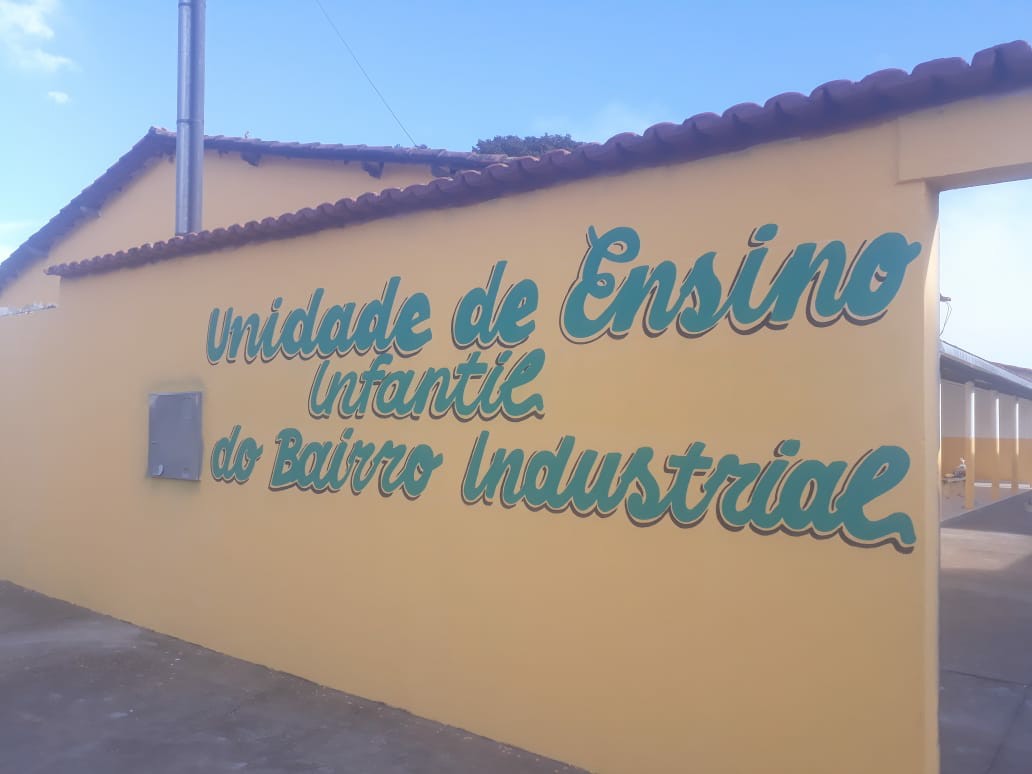 Unidade de Ensino
Infantil
do Bairro Industrial